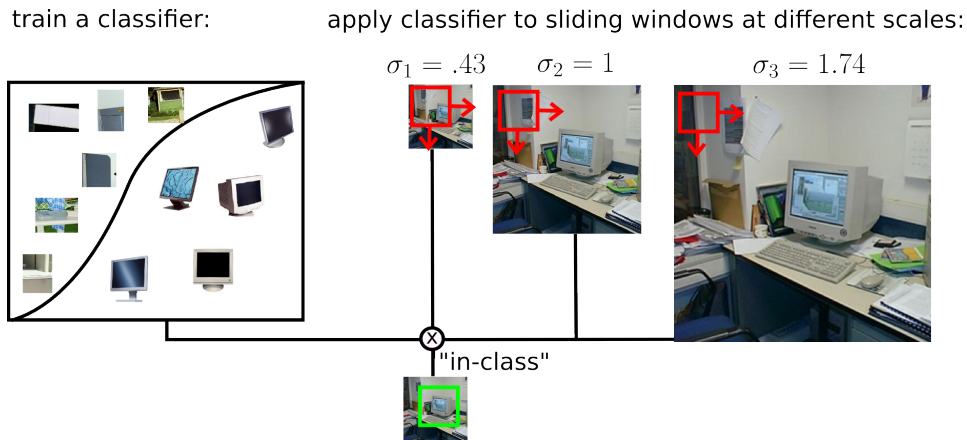 train a classifier:
apply classifier to sliding windows at different scales:
σ₁ = .43
σ₂ = 1
σ₃ = 1.74
x
"in-class"